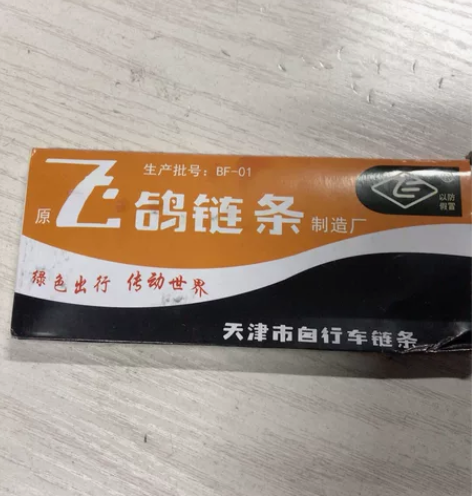 生产批号：BF-01
原飞鸽链条制造厂
以防
假冒
绿色出行 传动世界
天津市自行车链条